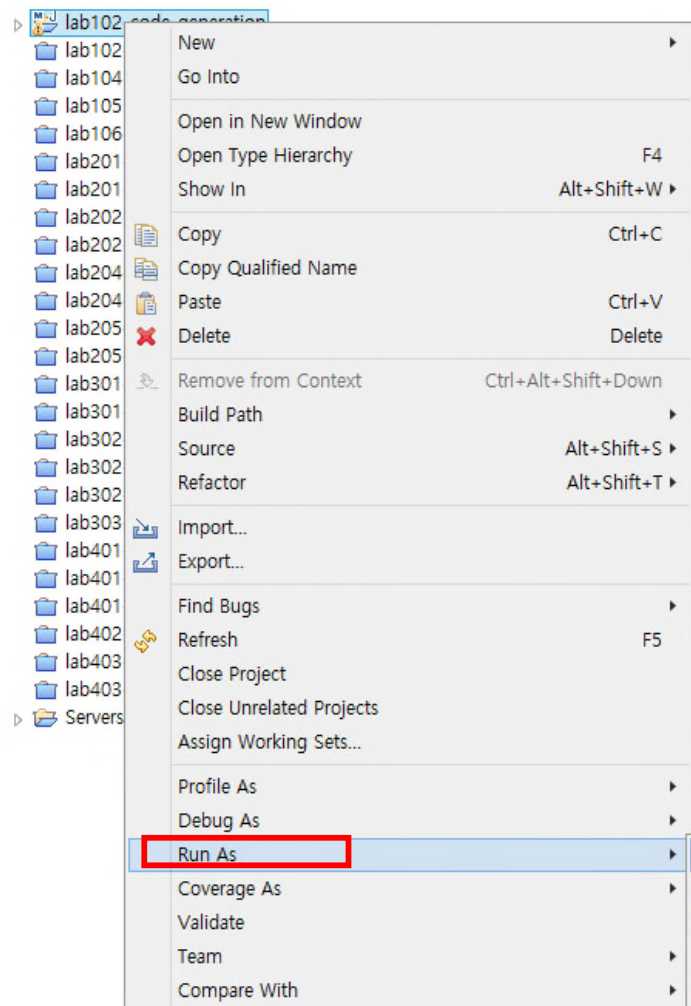 lab102_code_generation
lab102
lab104
lab105
lab106
lab201
lab201
lab202
lab202
lab204
lab204
lab205
lab205
lab301
lab301
lab302
lab302
lab302
lab303
lab401
lab401
lab401
lab402
lab403
lab403
Servers
New
Go Into
Open in New Window
Open Type Hierarchy F4
Show In Alt+Shift+W
Copy Ctrl+C
Copy Qualified Name
Paste Ctrl+V
Delete Delete
Remove from Context Ctrl+Alt+Shift+Down
Build Path
Source Alt+Shift+S
Refactor Alt+Shift+T
Import...
Export...
Find Bugs
Refresh F5
Close Project
Close Unrelated Projects
Assign Working Sets...
Profile As
Debug As
Run As
Coverage As
Validate
Team
Compare With